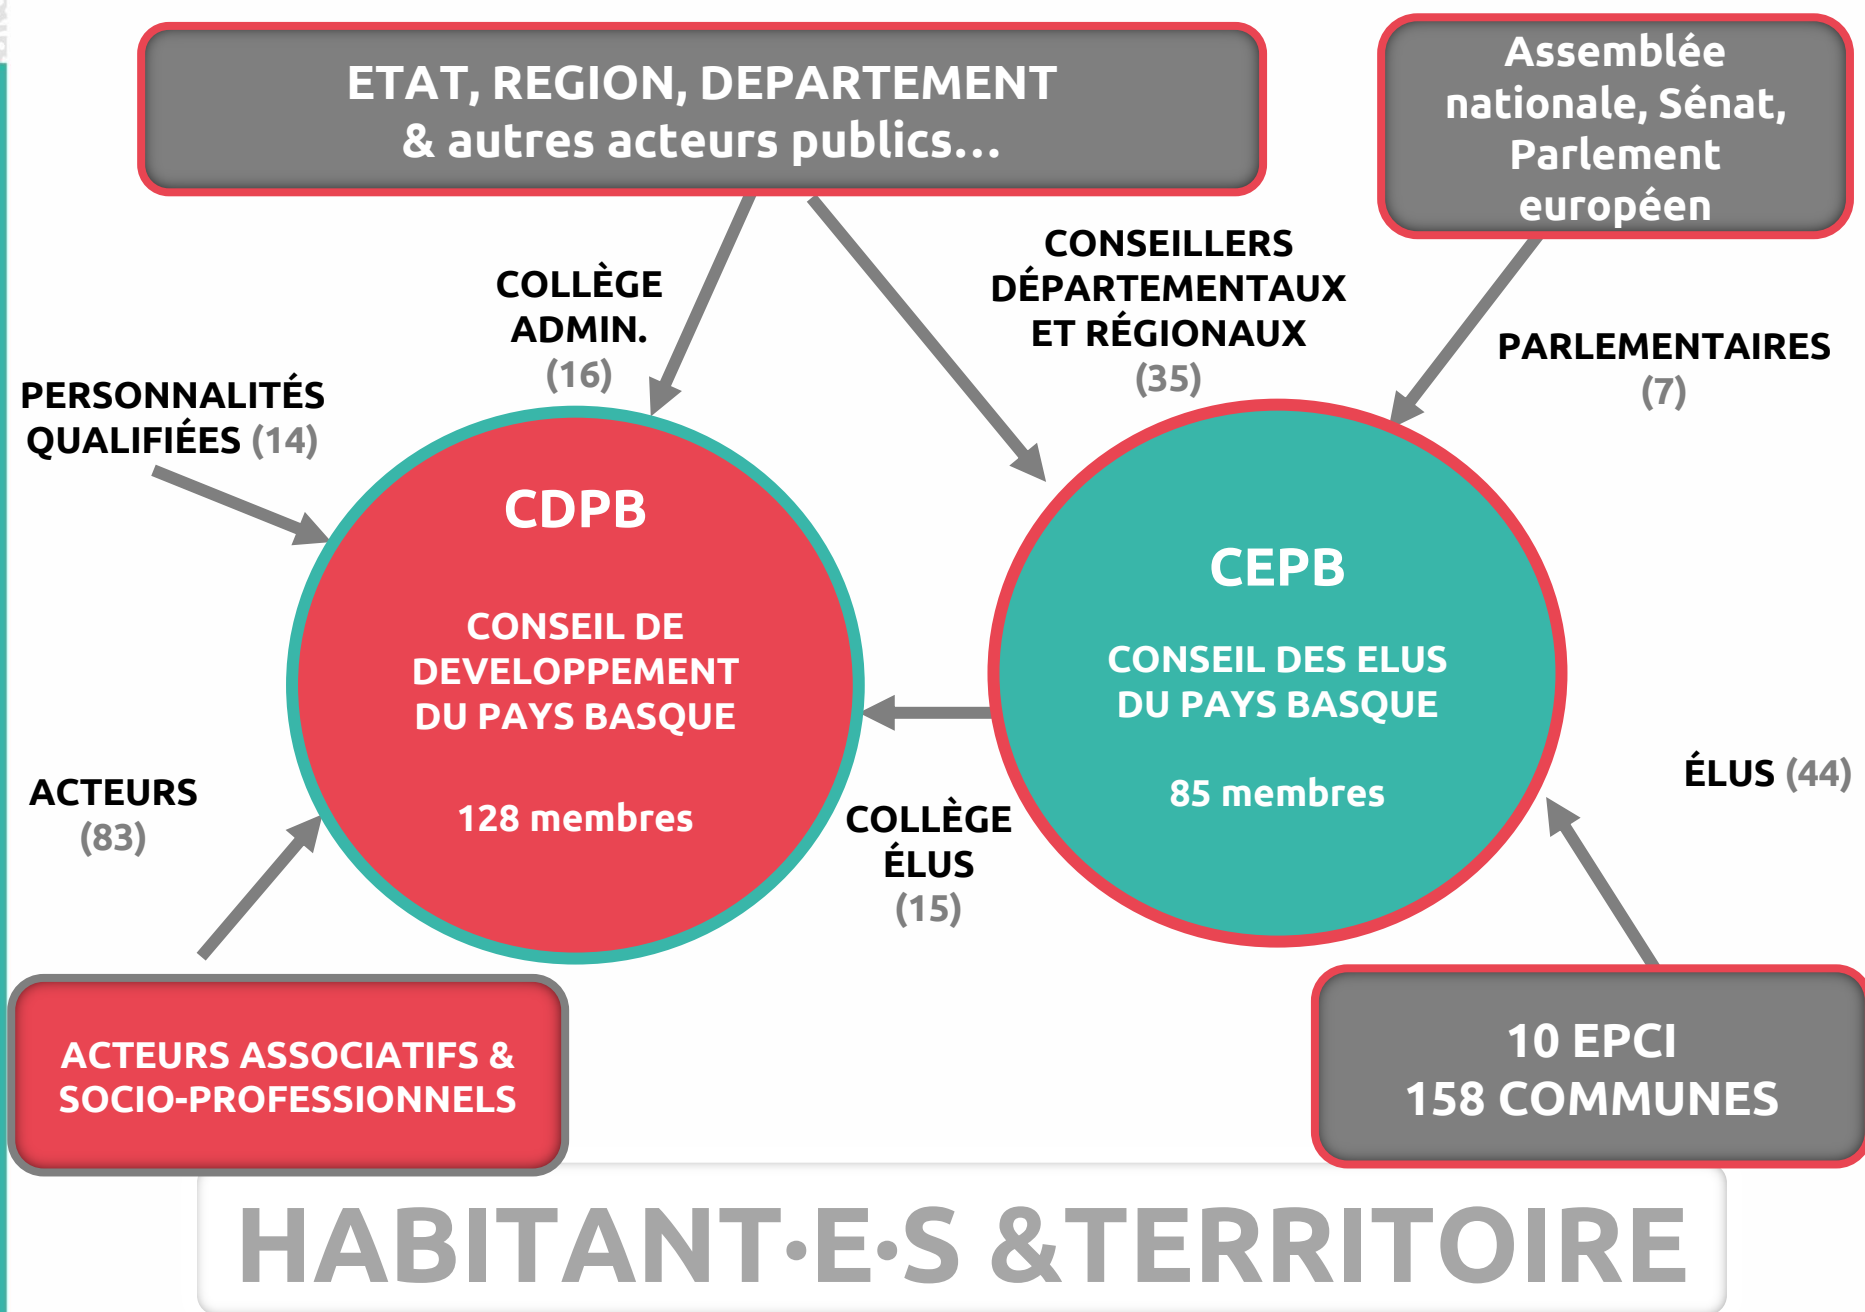 ETAT, REGION, DEPARTEMENT
& autres acteurs publics...
Assemblée
nationale, Sénat,
Parlement
européen
COLLÈGE
ADMIN.
(16)
CONSEILLERS
DÉPARTEMENTAUX
ET RÉGIONAUX
(35)
PARLEMENTAIRES
(7)
PERSONNALITÉS
QUALIFIÉES (14)
CDPB
CONSEIL DE
DEVELOPPEMENT
DU PAYS BASQUE
128 membres
CEPB
CONSEIL DES ELUS
DU PAYS BASQUE
85 membres
ACTEURS
(83)
COLLÈGE
ÉLUS
(15)
ÉLUS (44)
ACTEURS ASSOCIATIFS &
SOCIO-PROFESSIONNELS
10 EPCI
158 COMMUNES
HABITANT·E·S &TERRITOIRE